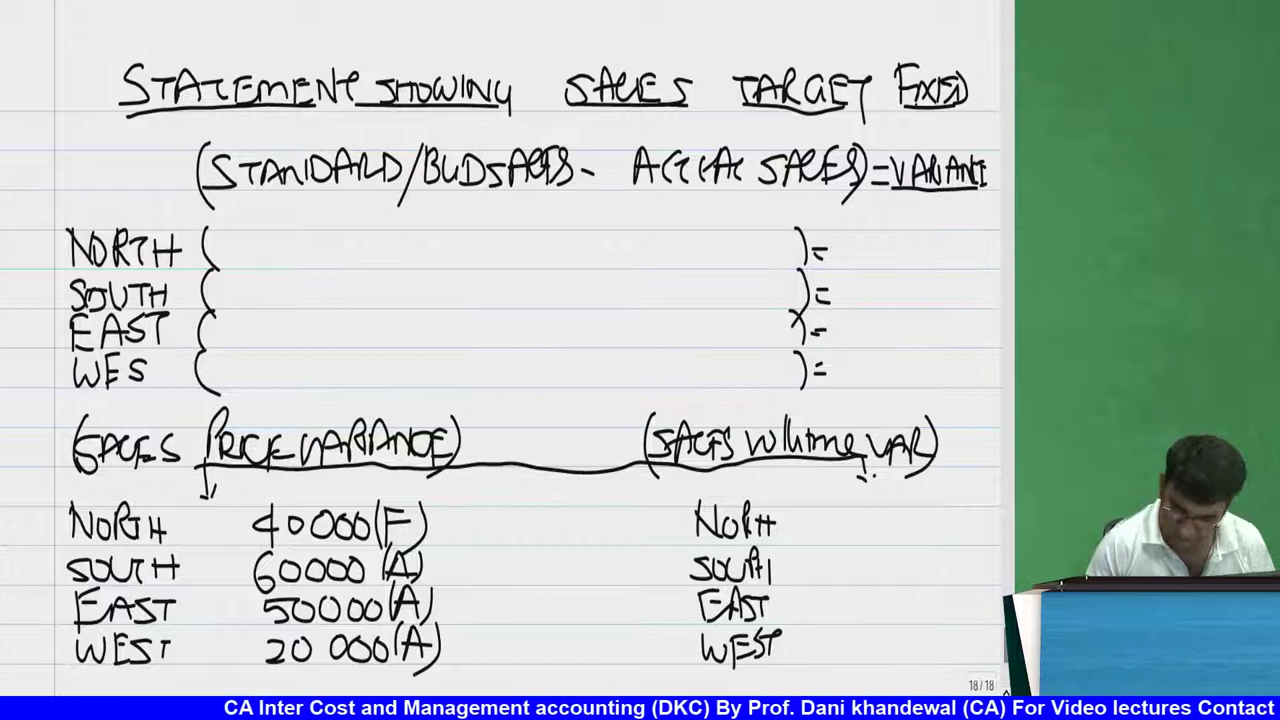 STATEMENT SHOWING SALES TARGET FIXED
(STANDARD/BUDSALES - ACTUAL SALES) = VARIANCE
NORTH ( ) =
SOUTH ( ) =
EAST ( ) =
WES ( ) =
(SALES PRICE VARIANCE) (SALES Volume VAR)
NORTH 40000(F) NORTH
SOUTH 60000(A) SOUTH
EAST 50000(A) EAST
WEST 20000(A) WEST
18/18
CA Inter Cost and Management accounting (DKC) By Prof. Dani khandewal (CA) For Video lectures Contact